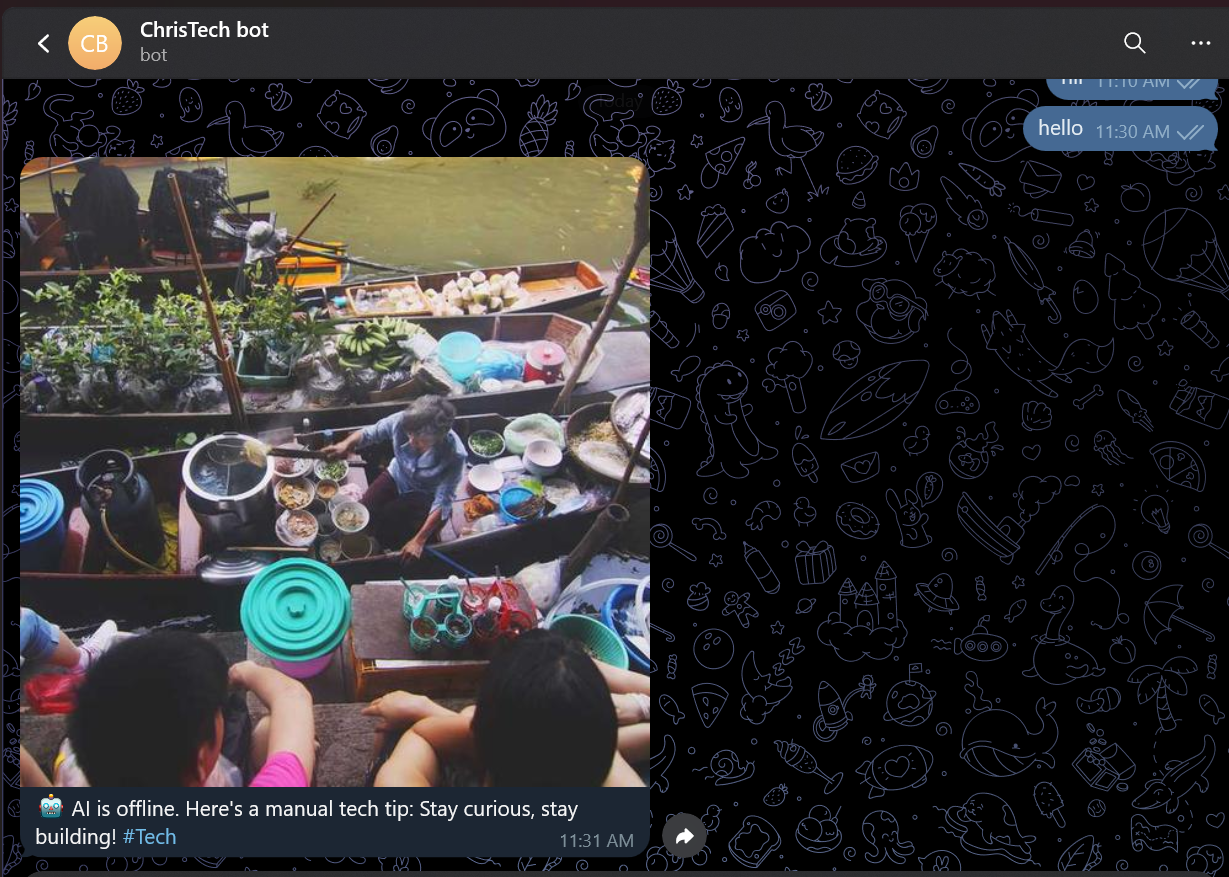 CB
ChrisTech bot
bot
today
11:10 AM
hello 11:30 AM
🤖 AI is offline. Here's a manual tech tip: Stay curious, stay
building! #Tech
11:31 AM